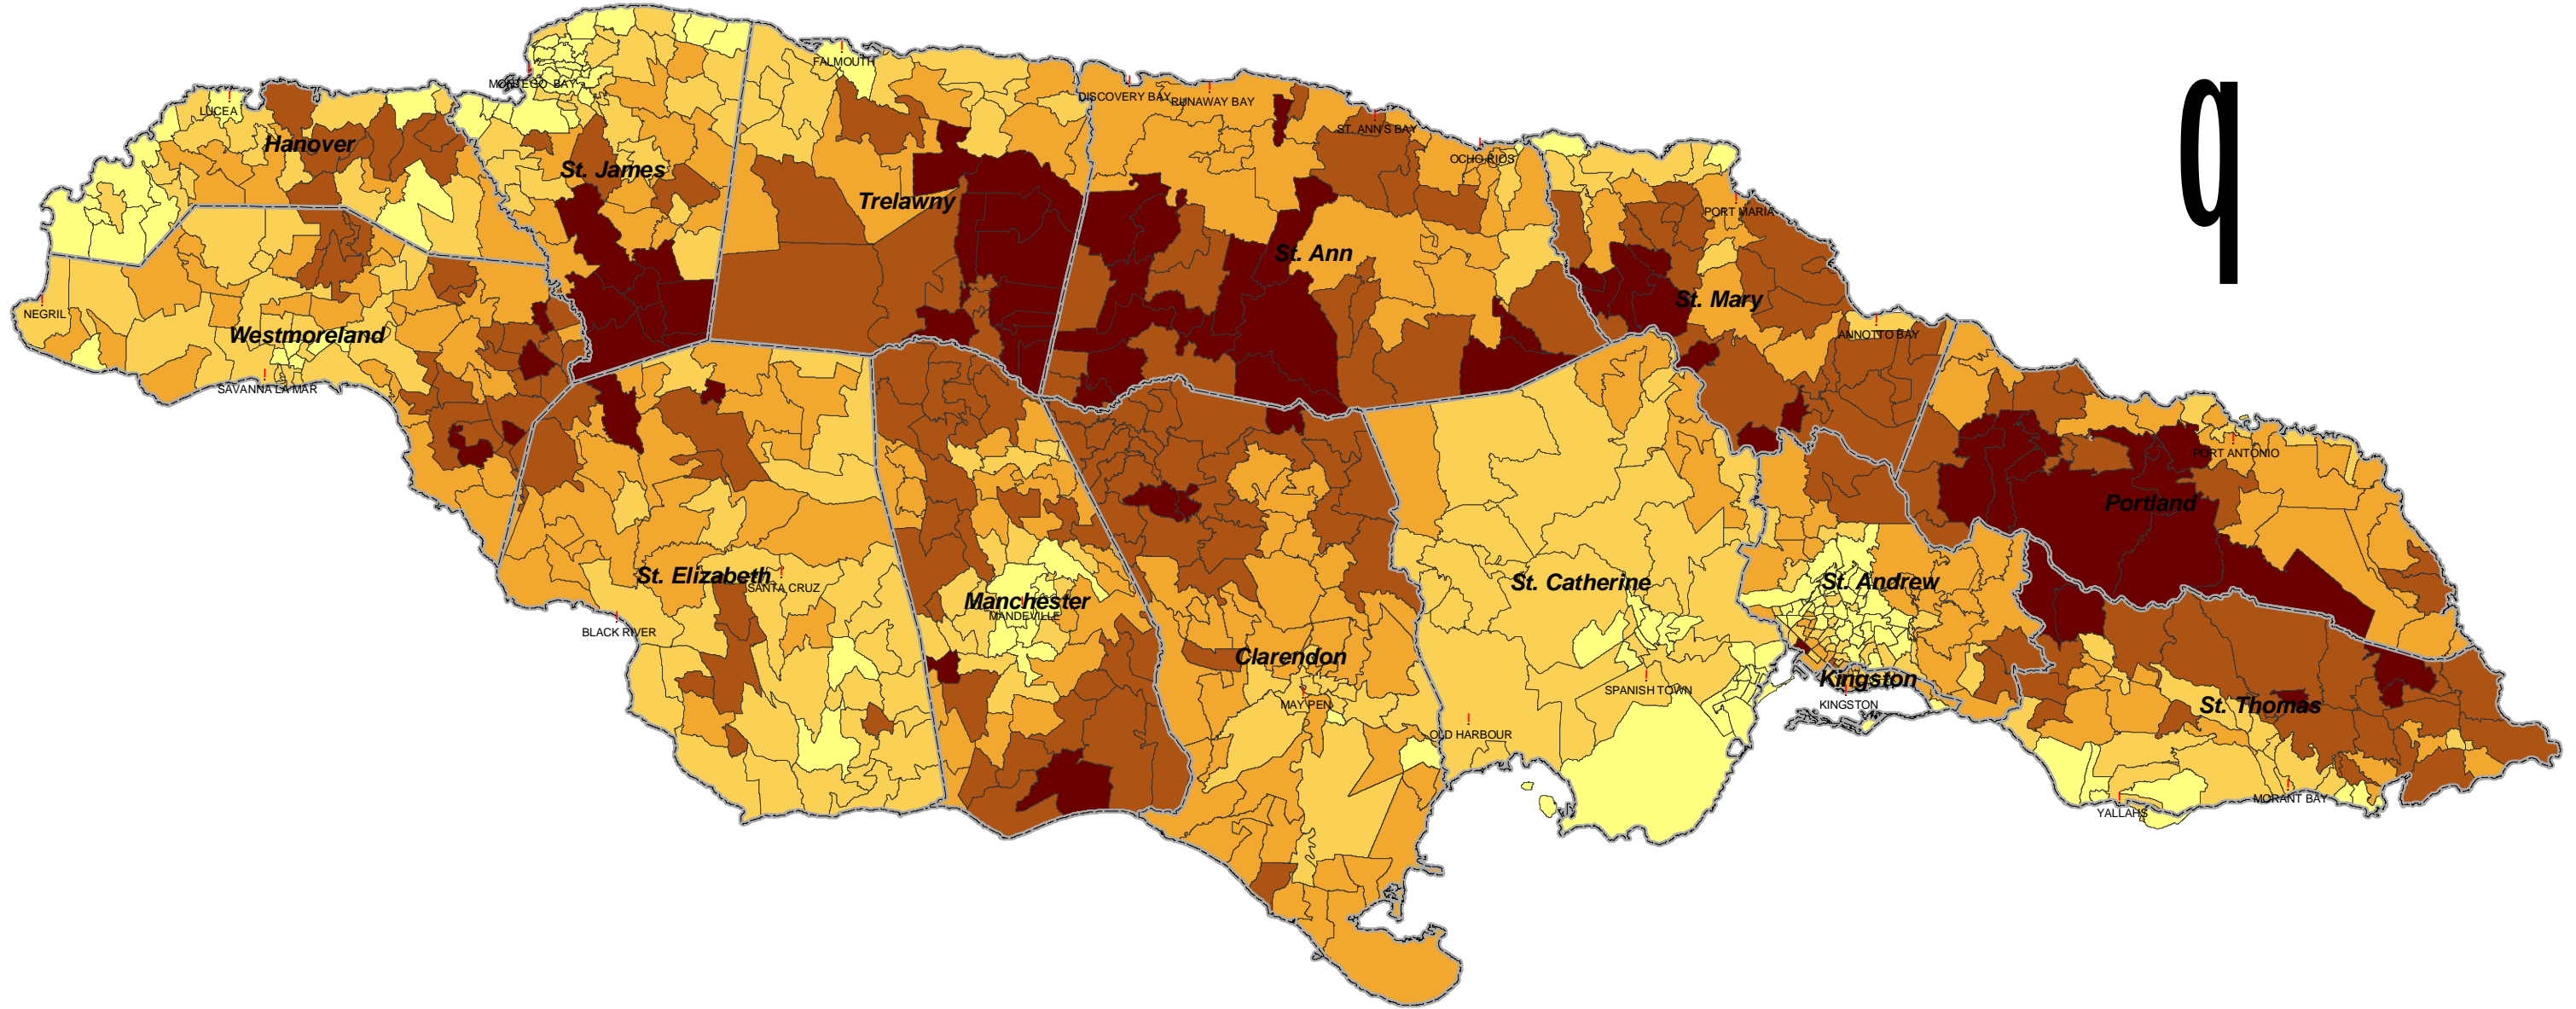 q
FALMOUTH
MONTEGO BAY
DISCOVERY BAY
RUNAWAY BAY
LUCEA
ST. ANN'S BAY
Hanover
OCHO RIOS
St. James
Trelawny
PORT MARIA
St. Ann
St. Mary
NEGRIL
Westmoreland
ANNOTTO BAY
SAVANNA LA MAR
PORT ANTONIO
Portland
St. Elizabeth
SANTA CRUZ
St. Catherine
St. Andrew
Manchester
MANDEVILLE
BLACK RIVER
Clarendon
Kingston
SPANISH TOWN
MAY PEN
KINGSTON
St. Thomas
OLD HARBOUR
MORANT BAY
YALLAHS